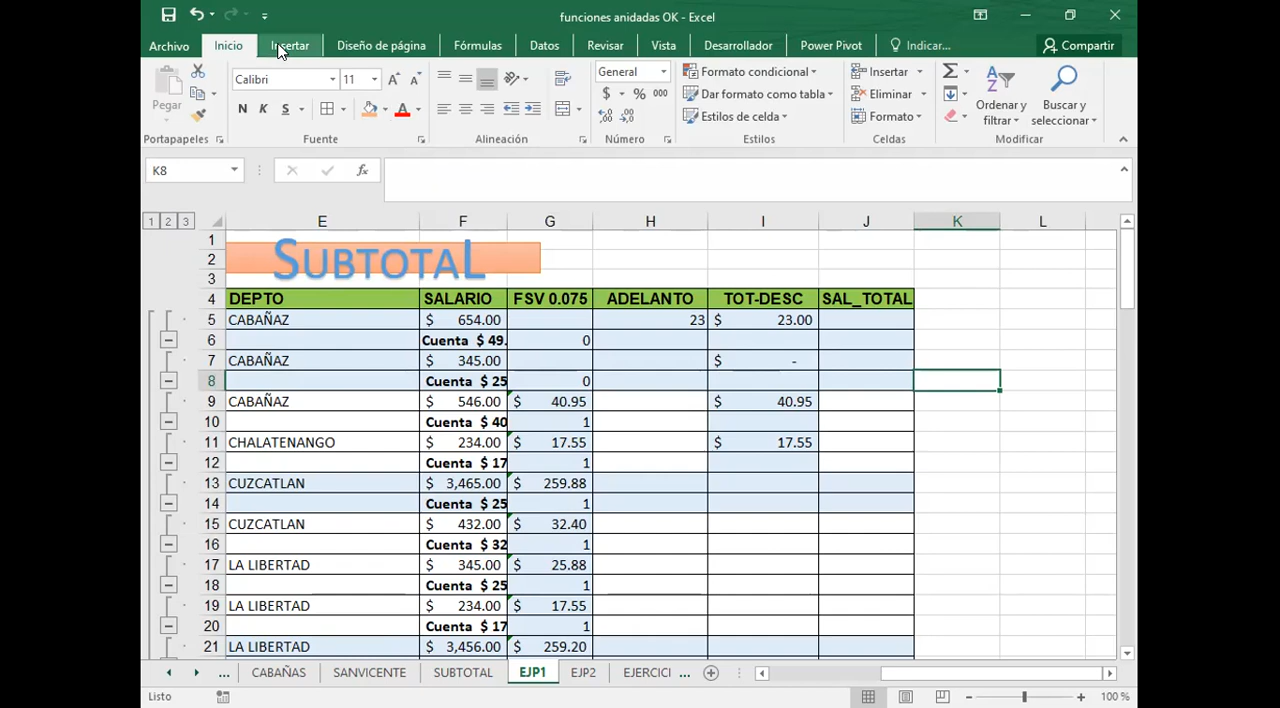 funciones anidadas OK - Excel
Archivo Inicio Insertar Diseño de página Fórmulas Datos Revisar Vista Desarrollador Power Pivot Indicar... Compartir
Pegar
Calibri 11
N K S
General
$ % 000
Formato condicional
Dar formato como tabla
Estilos de celda
Insertar
Eliminar
Formato
Ordenar y filtrar
Buscar y seleccionar
Portapapeles Fuente Alineación Número Estilos Celdas Modificar
K8 fx
1 2 3 E F G H I J K L
1
2 SUBTOTAL
3
4 DEPTO SALARIO FSV 0.075 ADELANTO TOT-DESC SAL_TOTAL
5 CABAÑAZ $ 654.00 23 $ 23.00
6 Cuenta $ 49. 0
7 CABAÑAZ $ 345.00 $ -
8 Cuenta $ 25 0
9 CABAÑAZ $ 546.00 $ 40.95 $ 40.95
10 Cuenta $ 40 1
11 CHALATENANGO $ 234.00 $ 17.55 $ 17.55
12 Cuenta $ 17 1
13 CUZCATLAN $ 3,465.00 $ 259.88
14 Cuenta $ 25 1
15 CUZCATLAN $ 432.00 $ 32.40
16 Cuenta $ 32 1
17 LA LIBERTAD $ 345.00 $ 25.88
18 Cuenta $ 25 1
19 LA LIBERTAD $ 234.00 $ 17.55
20 Cuenta $ 17 1
21 LA LIBERTAD $ 3,456.00 $ 259.20
... CABAÑAS SANVICENTE SUBTOTAL EJP1 EJP2 EJERCICI ...
Listo 100 %